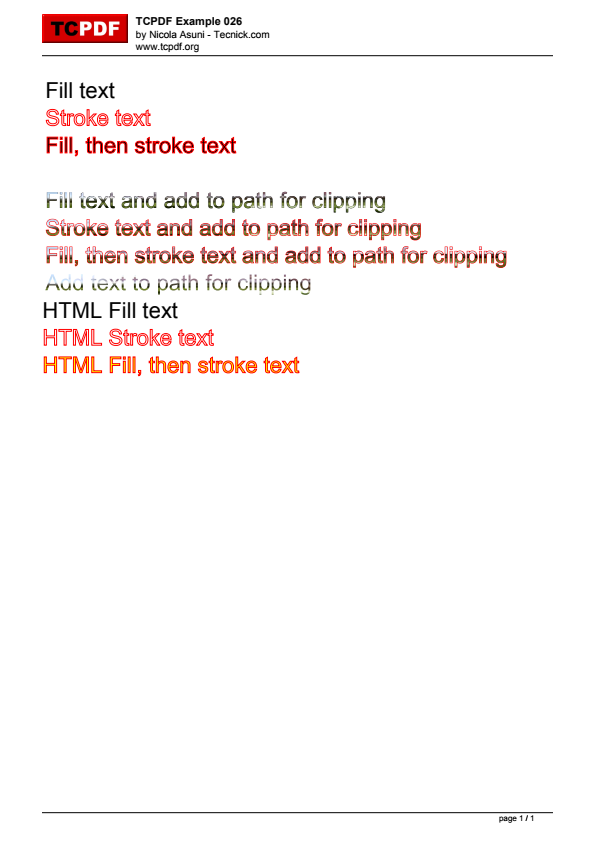 TCPDF
TCPDF Example 026
by Nicola Asuni - Tecnick.com
www.tcpdf.org
Fill text
Stroke text
Fill, then stroke text
Fill text and add to path for clipping
Stroke text and add to path for clipping
Fill, then stroke text and add to path for clipping
Add text to path for clipping
HTML Fill text
HTML Stroke text
HTML Fill, then stroke text
page 1 / 1